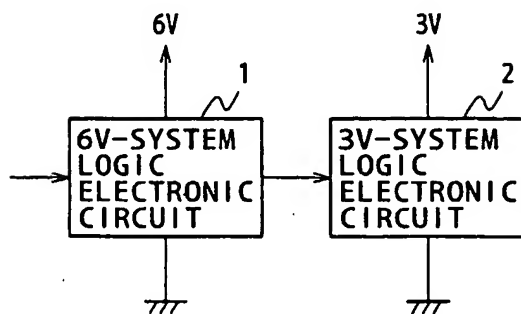 6V
3V
1
2
6V-SYSTEM
LOGIC
ELECTRONIC
CIRCUIT
3V-SYSTEM
LOGIC
ELECTRONIC
CIRCUIT